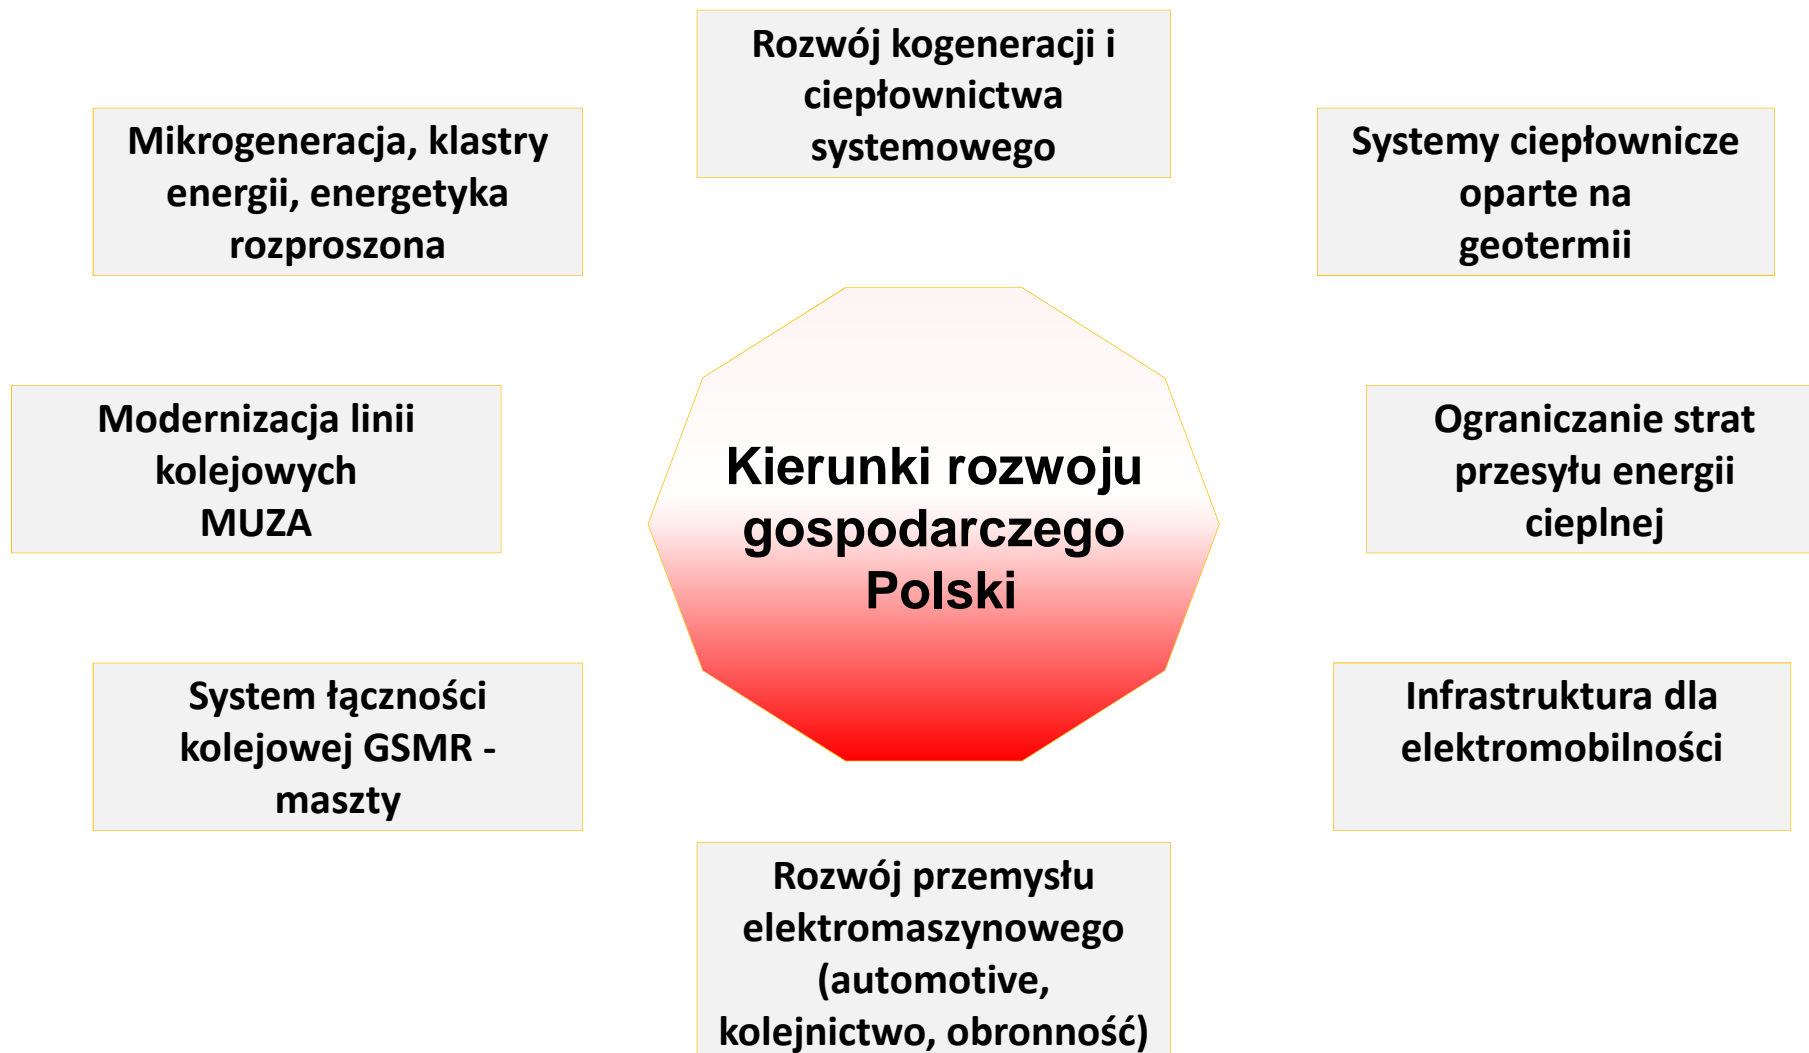 Rozwój kogeneracji i
ciepłownictwa
systemowego
Mikrogeneracja, klastry
energii, energetyka
rozproszona
Systemy ciepłownicze
oparte na
geotermii
Modernizacja linii
kolejowych
MUZA
Kierunki rozwoju
gospodarczego
Polski
Ograniczanie strat
przesyłu energii
cieplnej
System łączności
kolejowej GSMR -
maszty
Infrastruktura dla
elektromobilności
Rozwój przemysłu
elektromaszynowego
(automotive,
kolejnictwo, obronność)